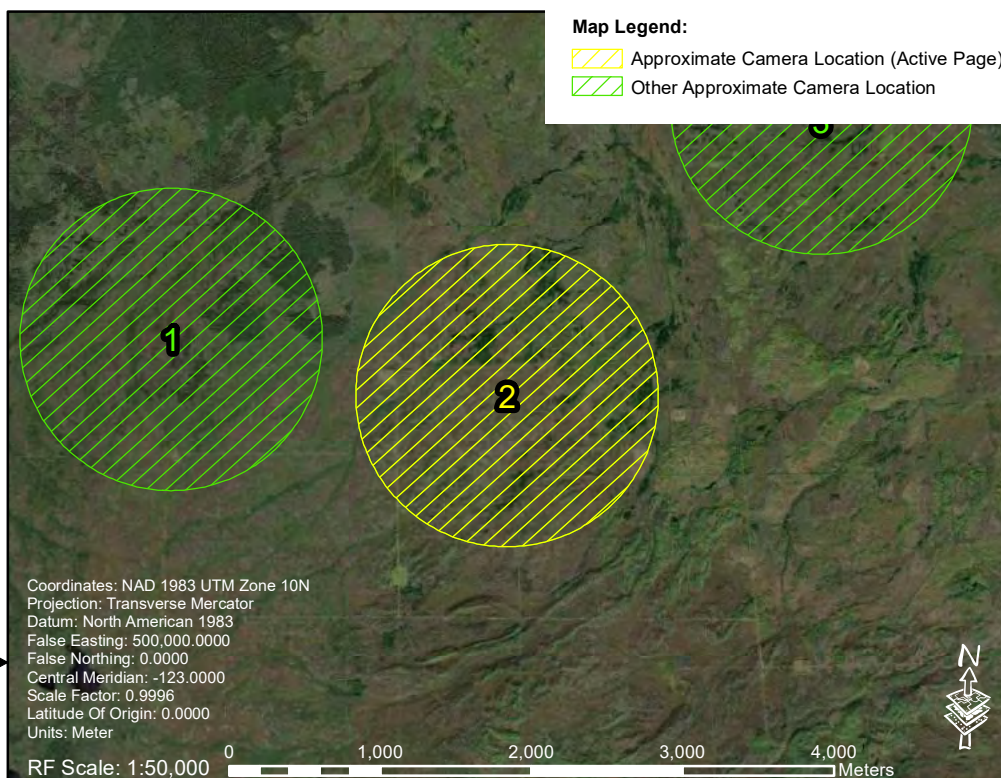 Map Legend:
Approximate Camera Location (Active Page)
Other Approximate Camera Location
1
2
Coordinates: NAD 1983 UTM Zone 10N
Projection: Transverse Mercator
Datum: North American 1983
False Easting: 500,000.0000
False Northing: 0.0000
Central Meridian: -123.0000
Scale Factor: 0.9996
Latitude Of Origin: 0.0000
Units: Meter
RF Scale: 1:50,000
0 1,000 2,000 3,000 4,000
Meters
N